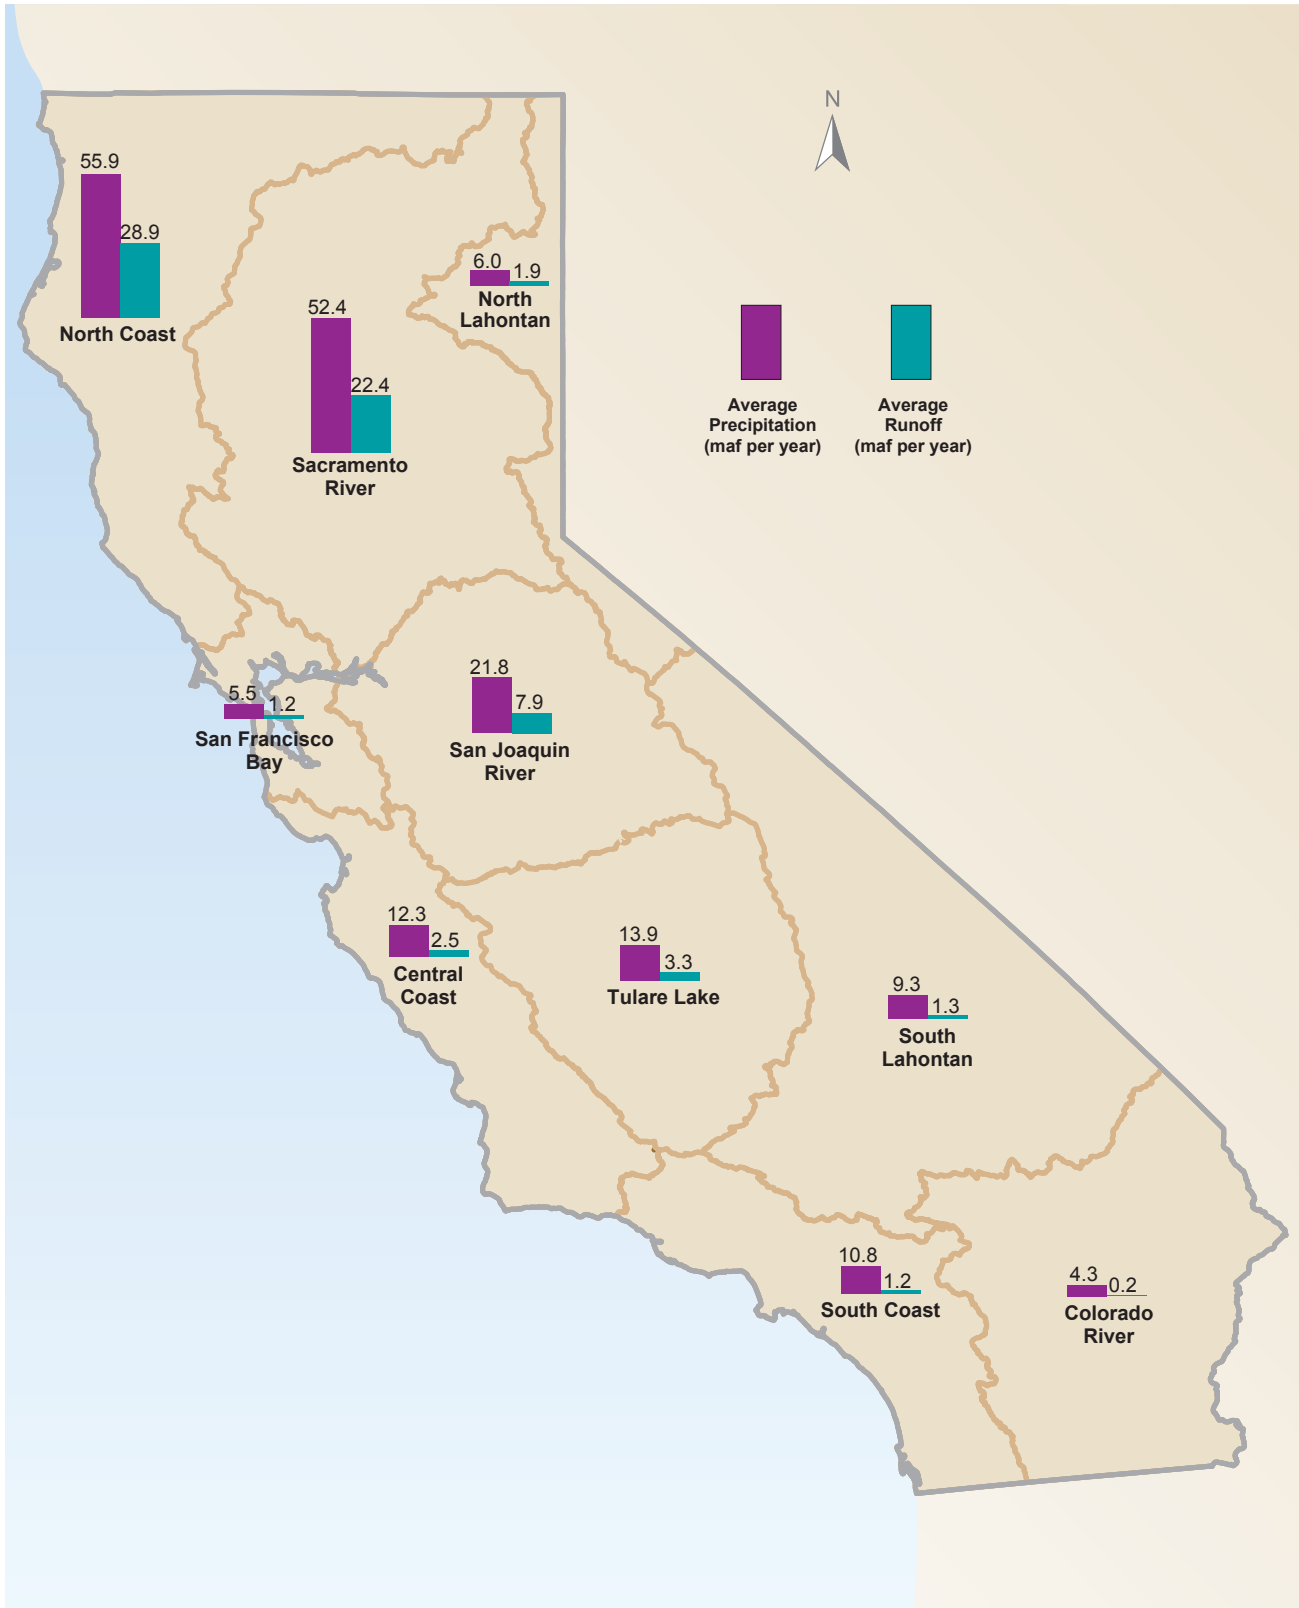 N
55.9
28.9
North Coast
6.0
1.9
North
Lahontan
52.4
22.4
Sacramento
River
Average
Precipitation
(maf per year)
Average
Runoff
(maf per year)
5.5
1.2
San Francisco
Bay
21.8
7.9
San Joaquin
River
12.3
2.5
Central
Coast
13.9
3.3
Tulare Lake
9.3
1.3
South
Lahontan
10.8
1.2
South Coast
4.3
0.2
Colorado
River